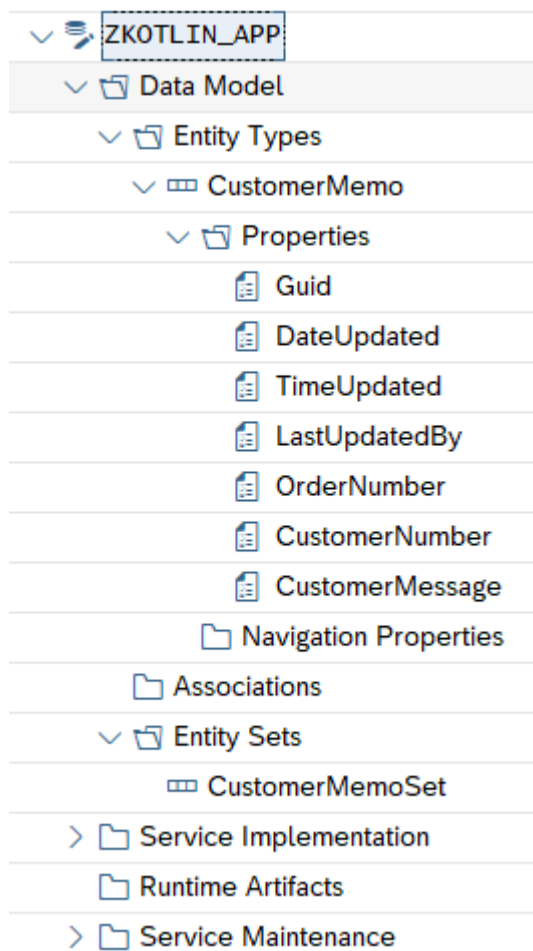 ZKOTLIN_APP
Data Model
Entity Types
CustomerMemo
Properties
Guid
DateUpdated
TimeUpdated
LastUpdatedBy
OrderNumber
CustomerNumber
CustomerMessage
Navigation Properties
Associations
Entity Sets
CustomerMemoSet
Service Implementation
Runtime Artifacts
Service Maintenance